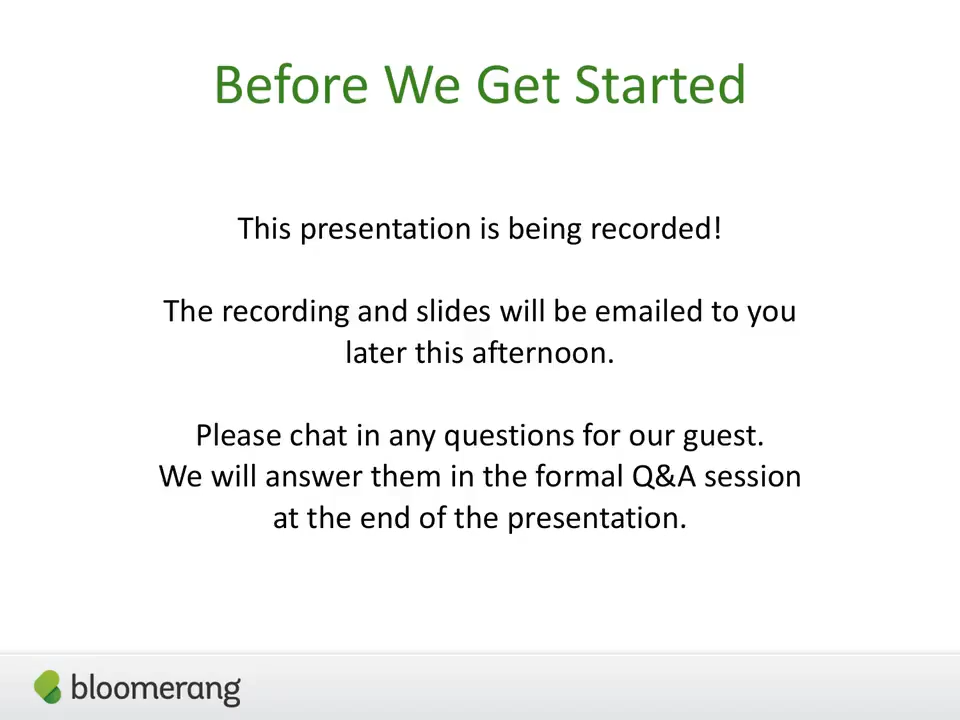 Before We Get Started
This presentation is being recorded!
The recording and slides will be emailed to you
later this afternoon.
Please chat in any questions for our guest.
We will answer them in the formal Q&A session
at the end of the presentation.
bloomerang